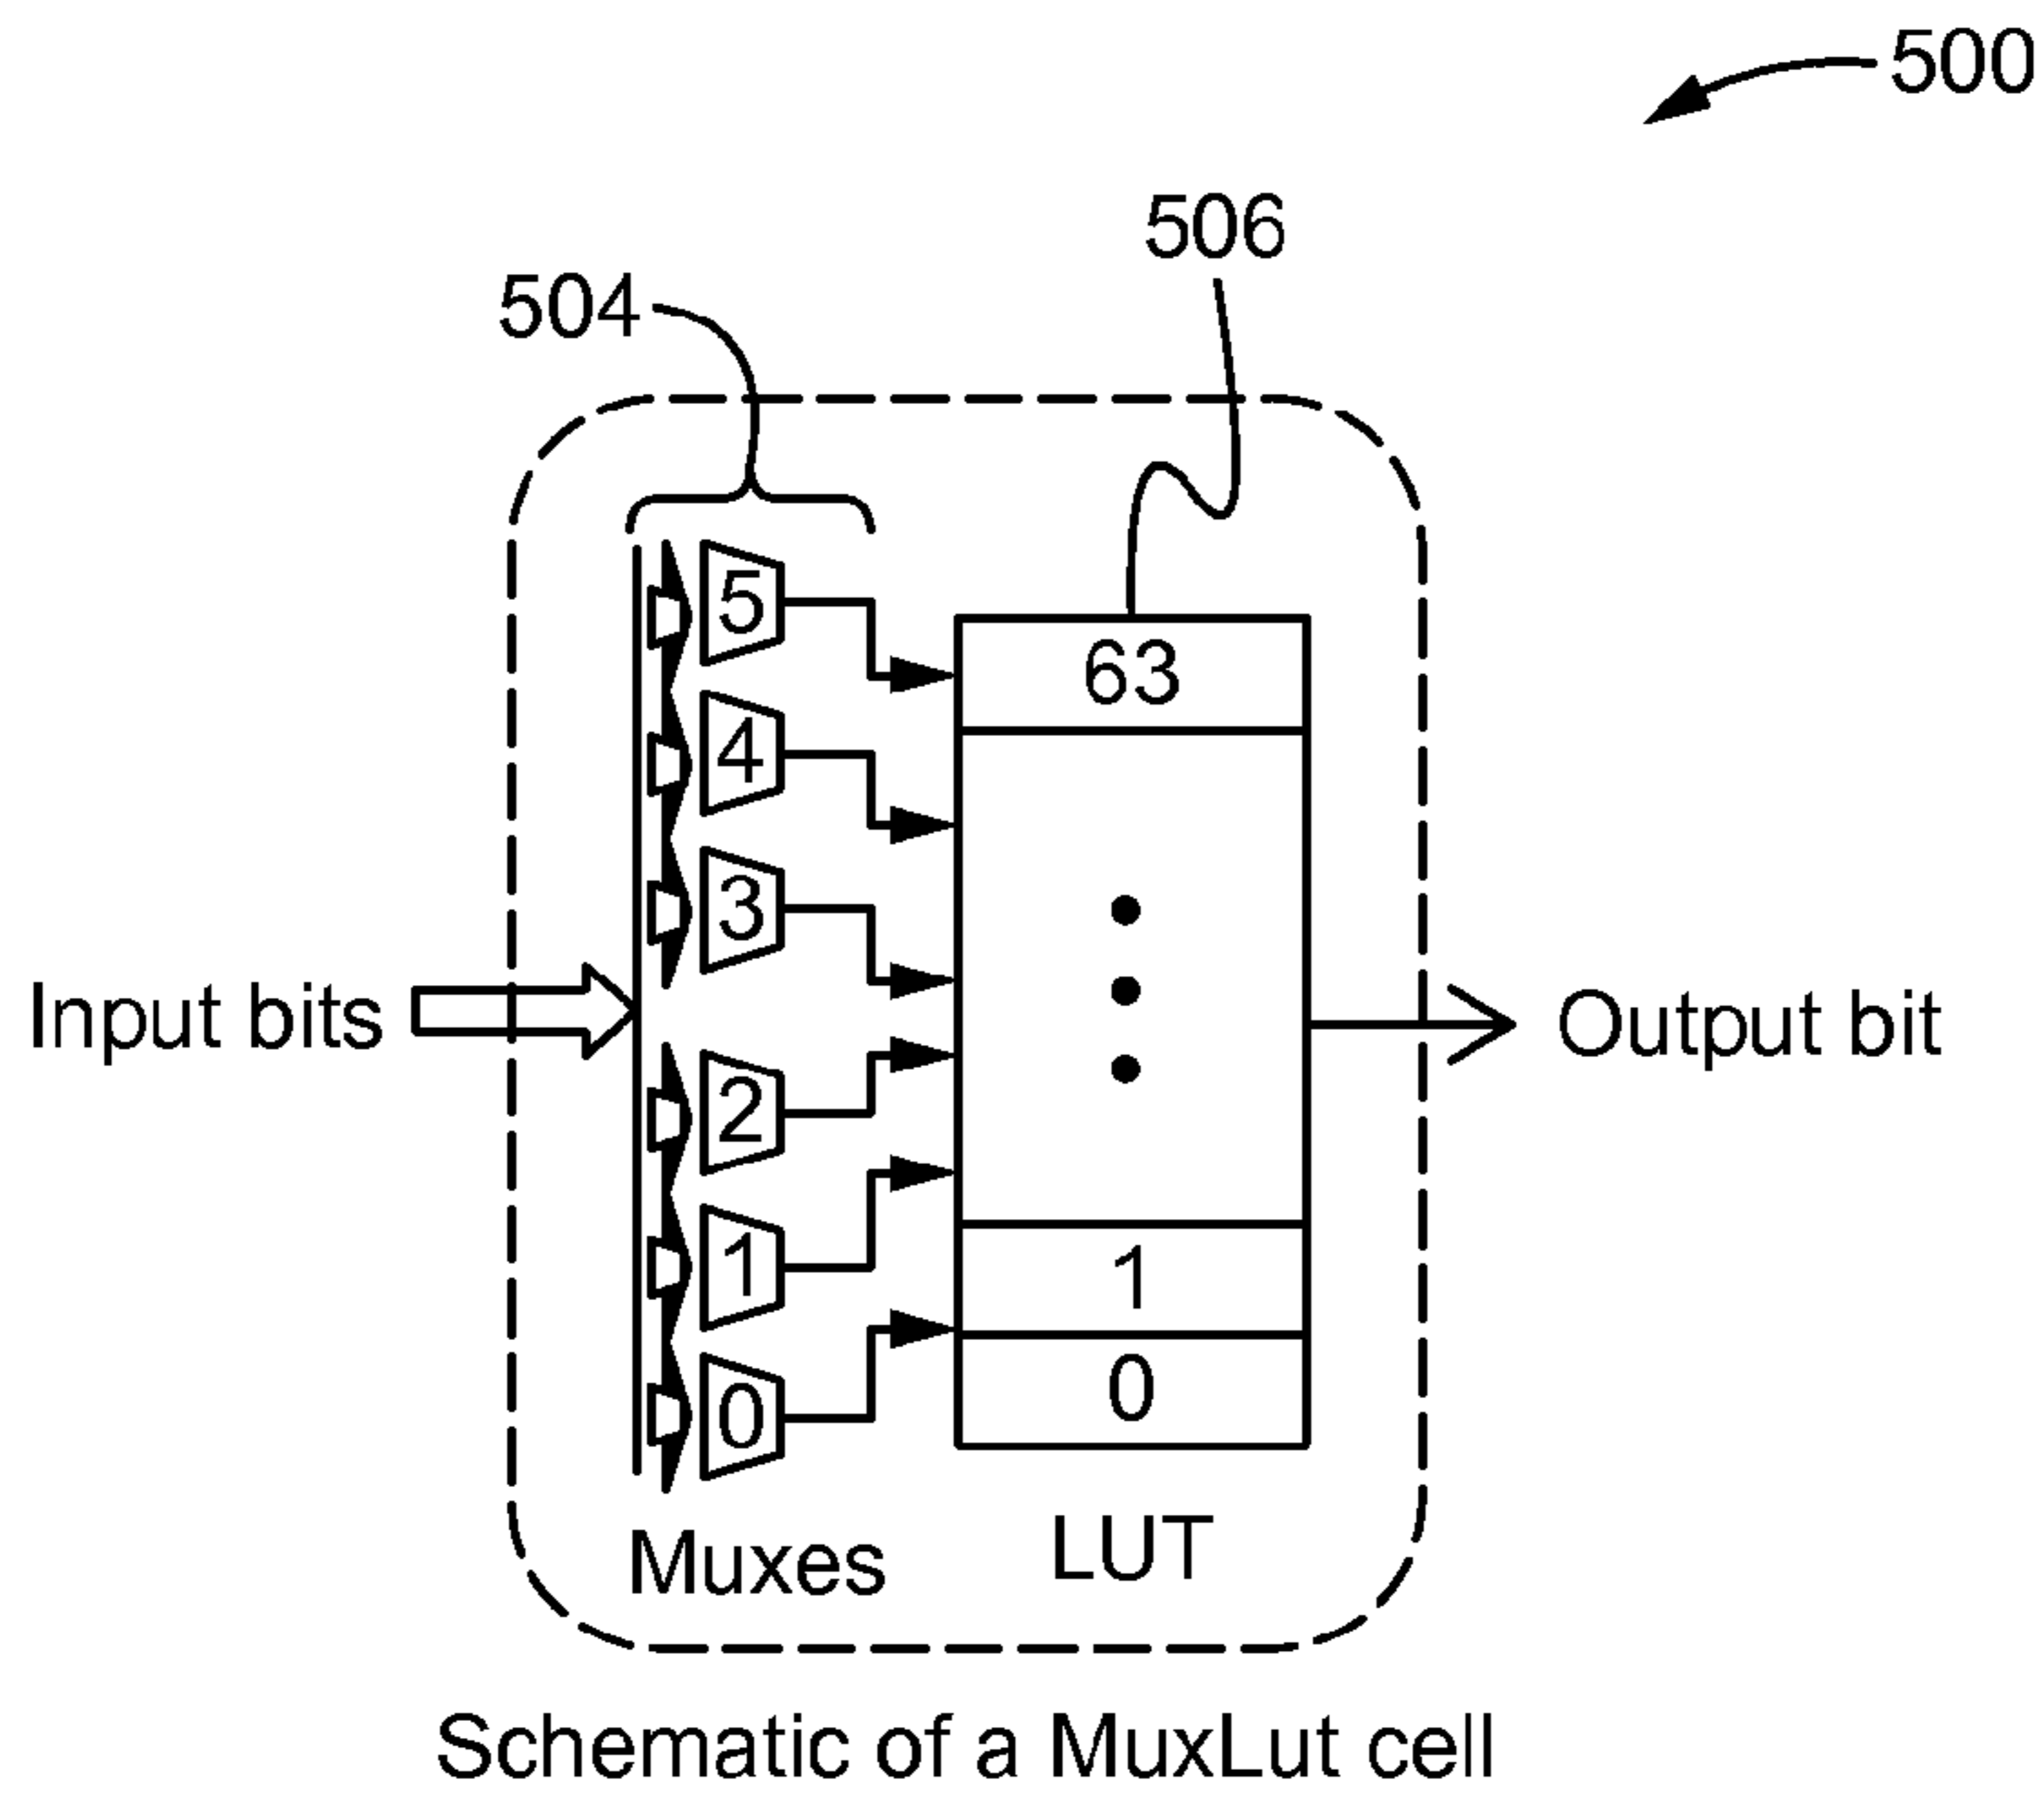 500
506
504
5
63
4
3
Input bits
Output bit
2
1
1
0
0
Muxes
LUT
Schematic of a MuxLut cell